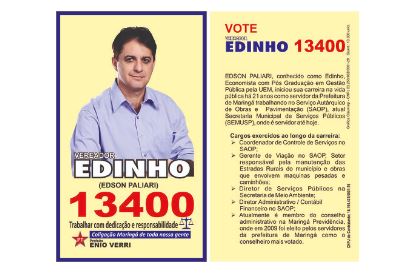 VEREADOR
EDINHO
(EDSON PALIARI)
13400
Trabalhar com dedicação e responsabilidade
Coligação Maringá de toda nossa gente
PT
Prefeito
ENIO VERRI
VOTE
VEREADOR
EDINHO 13400
EDSON PALIARI, conhecido como Edinho
Economista com Pós Graduação em Gestão
Pública pela UEM, iniciou sua carreira na vida
pública há 21 anos como servidor da Prefeitura
de Maringá trabalhando no Serviço Autárquico
de Obras e Pavimentação (SAOP), atual
Secretaria Municipal de Serviços Públicos
(SEMUSP), onde é servidor até hoje.
Cargos exercidos ao longo da carreira:
Coordenador de Controle de Serviços no
SAOP;
Gerente de Viação no SAOP, Setor
responsável pela manutenção das
Estradas Rurais do município e obras
que envolvem maquinas pesadas e
caminhões.
Diretor de Serviços Públicos na
Secretaria de Meio Ambiente;
Diretor Administrativo / Contábil
Financeiro no SAOP;
Atualmente é membro do conselho
administrativo na Maringá Previdência,
onde em 2009 foi eleito pelos servidores
da prefeitura de Maringá como o
conselheiro mais votado.